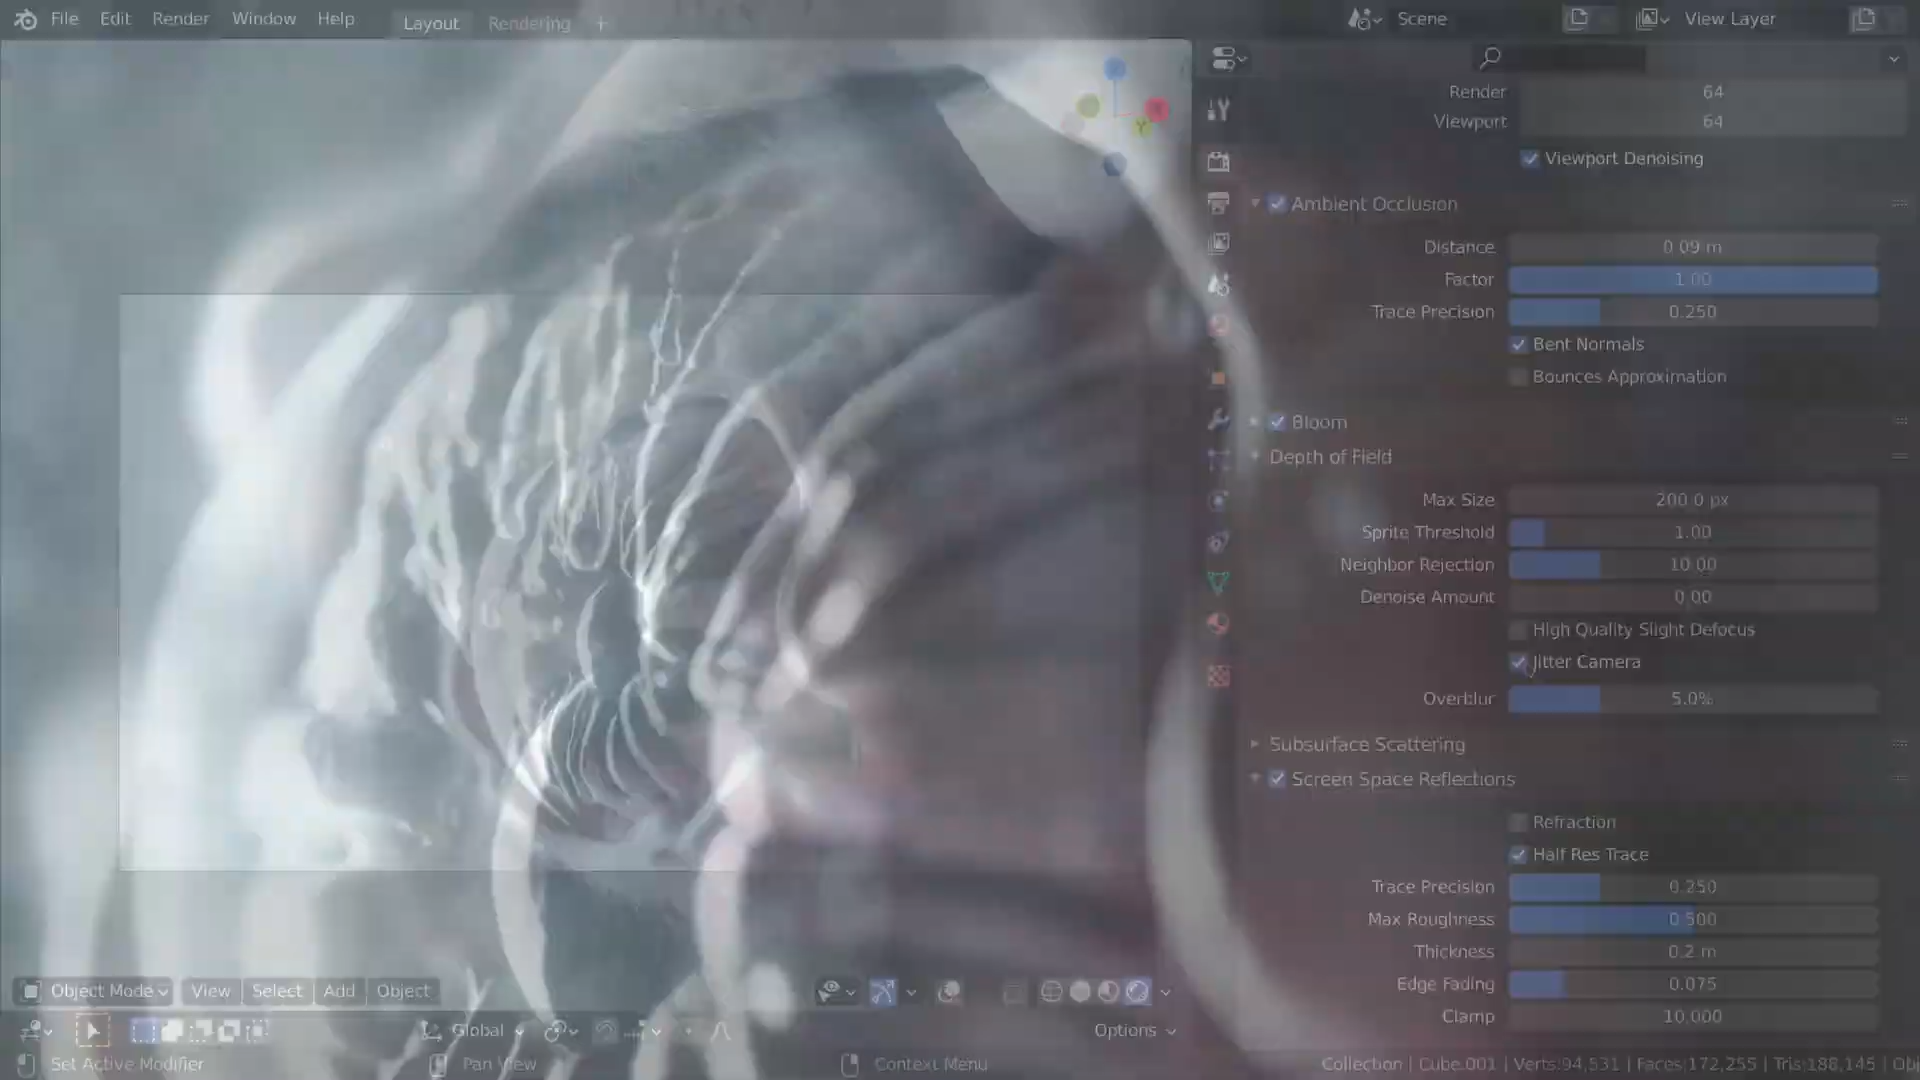 File Edit Render Window Help Layout Rendering + Scene View Layer
Render 64
Viewport 64
Viewport Denoising
Ambient Occlusion
Distance 0.09 m
Factor 1.00
Trace Precision 0.250
Bent Normals
Bounces Approximation
Bloom
Depth of Field
Max Size 200.0 px
Sprite Threshold 1.00
Neighbor Rejection 10.00
Denoise Amount 0.00
High Quality Slight Defocus
Jitter Camera
Overblur 5.0%
Subsurface Scattering
Screen Space Reflections
Refraction
Half Res Trace
Trace Precision 0.250
Max Roughness 0.500
Thickness 0.2 m
Edge Fading 0.075
Clamp 10.000
Object Mode View Select Add Object
Global Options
Set Active Modifier Pan View Context Menu Collection | Cube.001 | Verts:94,531 | Faces:172,255 | Tris:188,145 | Obj